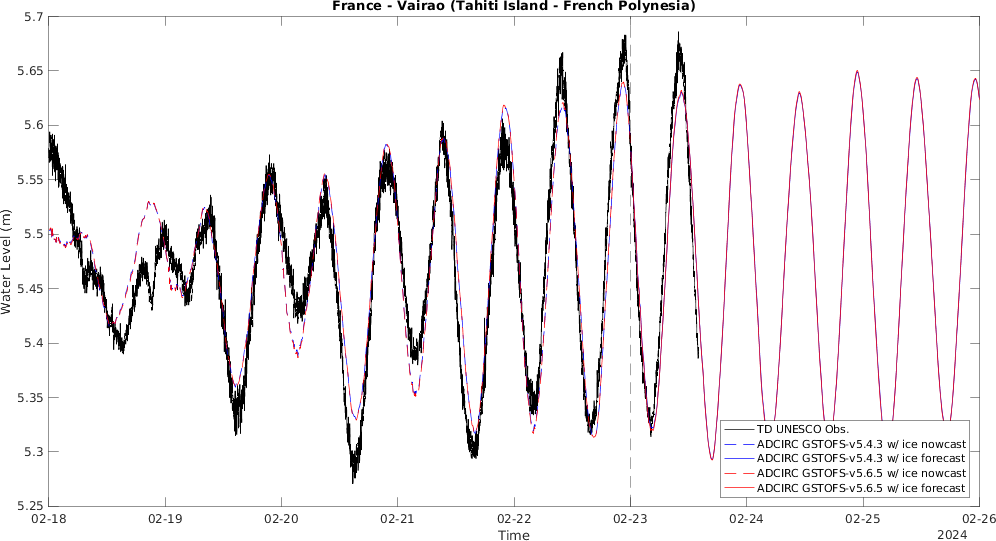 France - Vairao (Tahiti Island - French Polynesia)
5.7
5.65
5.6
5.55
5.5
5.45
5.4
5.35
5.3
5.25
Water Level (m)
TD UNESCO Obs.
ADCIRC GSTOFS-v5.4.3 w/ ice nowcast
ADCIRC GSTOFS-v5.4.3 w/ ice forecast
ADCIRC GSTOFS-v5.6.5 w/ ice nowcast
ADCIRC GSTOFS-v5.6.5 w/ ice forecast
02-18 02-19 02-20 02-21 02-22 02-23 02-24 02-25 02-26
Time
2024